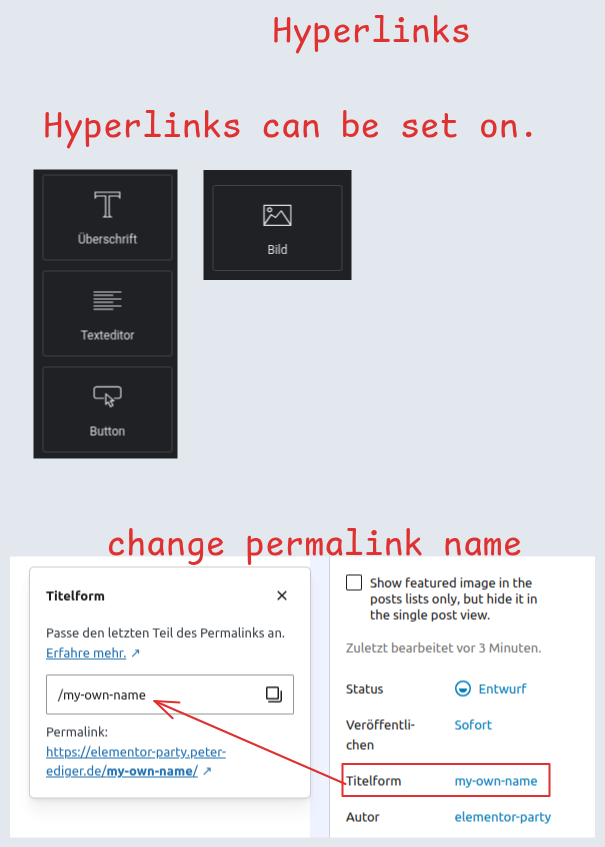 Hyperlinks
Hyperlinks can be set on.
Überschrift
Texteditor
Button
Bild
change permalink name
Titelform
Passe den letzten Teil des Permalinks an.
Erfahre mehr. ↗
/my-own-name
Permalink:
https://elementor-party.peter-
ediger.de/my-own-name/ ↗
Show featured image in the
posts lists only, but hide it in
the single post view.
Zuletzt bearbeitet vor 3 Minuten.
Status Entwurf
Veröffentli-
chen Sofort
Titelform my-own-name
Autor elementor-party